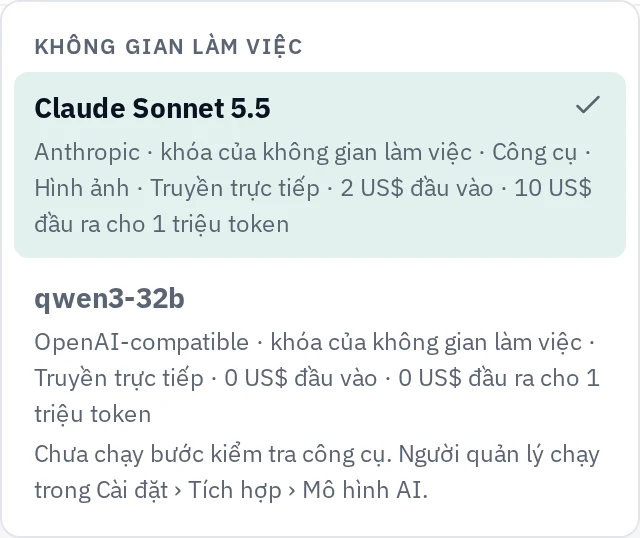 KHÔNG GIAN LÀM VIỆC
Claude Sonnet 5.5
Anthropic · khóa của không gian làm việc · Công cụ ·
Hình ảnh · Truyền trực tiếp · 2 US$ đầu vào · 10 US$
đầu ra cho 1 triệu token
qwen3-32b
OpenAI-compatible · khóa của không gian làm việc ·
Truyền trực tiếp · 0 US$ đầu vào · 0 US$ đầu ra cho 1
triệu token
Chưa chạy bước kiểm tra công cụ. Người quản lý chạy
trong Cài đặt › Tích hợp › Mô hình AI.